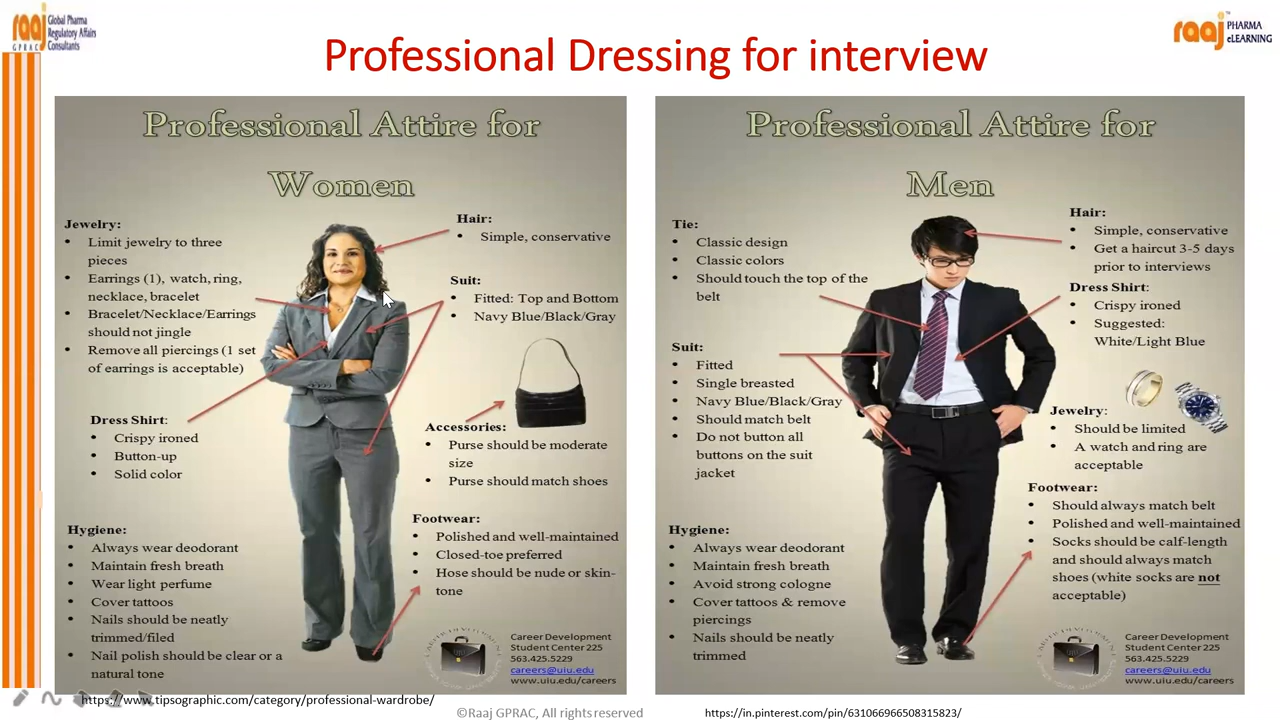 raaj
GPRAC
Global Pharma
Regulatory Affairs
Consultants
raaj
PHARMA
eLEARNING
Professional Dressing for interview
Professional Attire for
Women
Jewelry:
• Limit jewelry to three
pieces
• Earrings (1), watch, ring,
necklace, bracelet
• Bracelet/Necklace/Earrings
should not jingle
• Remove all piercings (1 set
of earrings is acceptable)
Dress Shirt:
• Crispy ironed
• Button-up
• Solid color
Hygiene:
• Always wear deodorant
• Maintain fresh breath
• Wear light perfume
• Cover tattoos
• Nails should be neatly
trimmed/filed
• Nail polish should be clear or a
natural tone
Hair:
• Simple, conservative
Suit:
• Fitted: Top and Bottom
• Navy Blue/Black/Gray
Accessories:
• Purse should be moderate
size
• Purse should match shoes
Footwear:
• Polished and well-maintained
• Closed-toe preferred
• Hose should be nude or skin-
tone
Career Development
Student Center 225
563.425.5229
careers@uiu.edu
www.uiu.edu/careers
Professional Attire for
Men
Tie:
• Classic design
• Classic colors
• Should touch the top of the
belt
Suit:
• Fitted
• Single breasted
• Navy Blue/Black/Gray
• Should match belt
• Do not button all
buttons on the suit
jacket
Hygiene:
• Always wear deodorant
• Maintain fresh breath
• Avoid strong cologne
• Cover tattoos & remove
piercings
• Nails should be neatly
trimmed
Hair:
• Simple, conservative
• Get a haircut 3-5 days
prior to interviews
Dress Shirt:
• Crispy ironed
• Suggested:
White/Light Blue
Jewelry:
• Should be limited
• A watch and ring are
acceptable
Footwear:
• Should always match belt
• Polished and well-maintained
• Socks should be calf-length
and should always match
shoes (white socks are not
acceptable)
Career Development
Student Center 225
563.425.5229
careers@uiu.edu
www.uiu.edu/careers
https://www.tipsographic.com/category/professional-wardrobe/
©Raaj GPRAC, All rights reserved
https://in.pinterest.com/pin/631066966508315823/